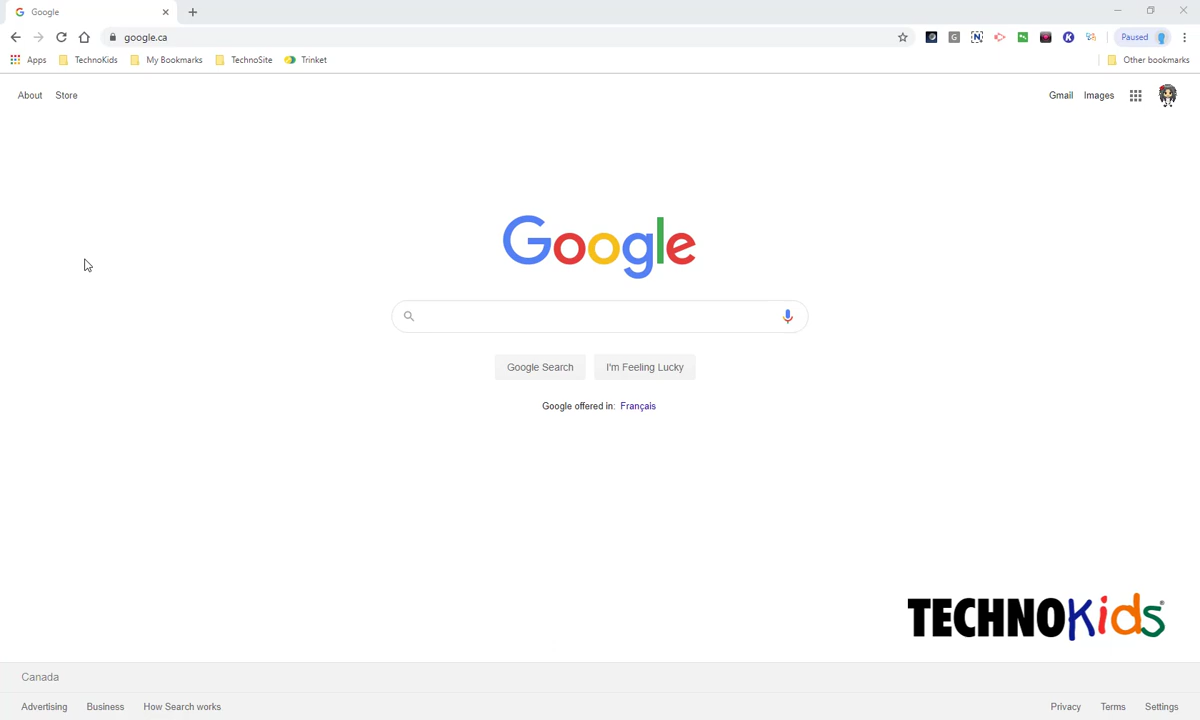 Google
google.ca
Paused
Apps TechnoKids My Bookmarks TechnoSite Trinket Other bookmarks
About Store Gmail Images
Google
Google Search I'm Feeling Lucky
Google offered in: Français
TECHNOKids®
Canada
Advertising Business How Search works Privacy Terms Settings